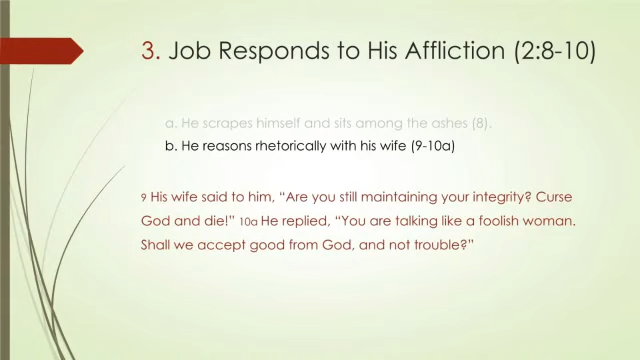 3. Job Responds to His Affliction (2:8-10)
a. He scrapes himself and sits among the ashes (8).
b. He reasons rhetorically with his wife (9-10a)
9 His wife said to him, “Are you still maintaining your integrity? Curse
God and die!” 10a He replied, “You are talking like a foolish woman.
Shall we accept good from God, and not trouble?”